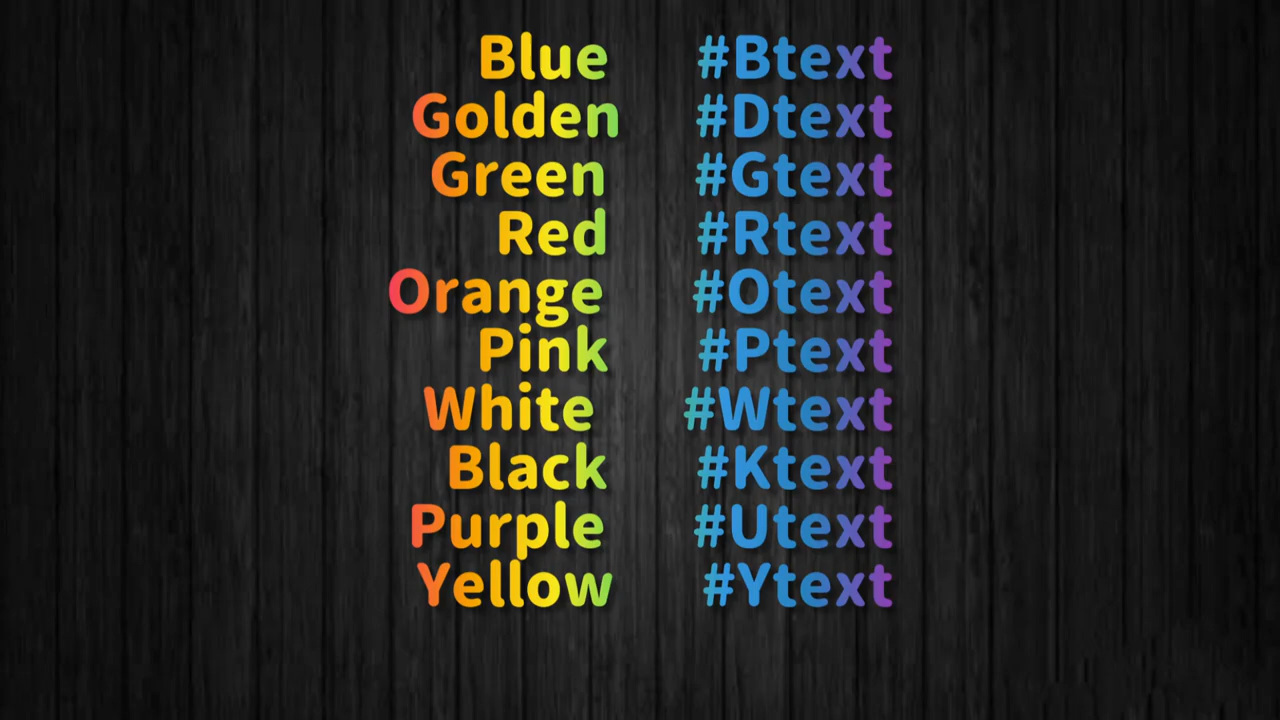 Blue #Btext
Golden #Dtext
Green #Gtext
Red #Rtext
Orange #Otext
Pink #Ptext
White #Wtext
Black #Ktext
Purple #Utext
Yellow #Ytext